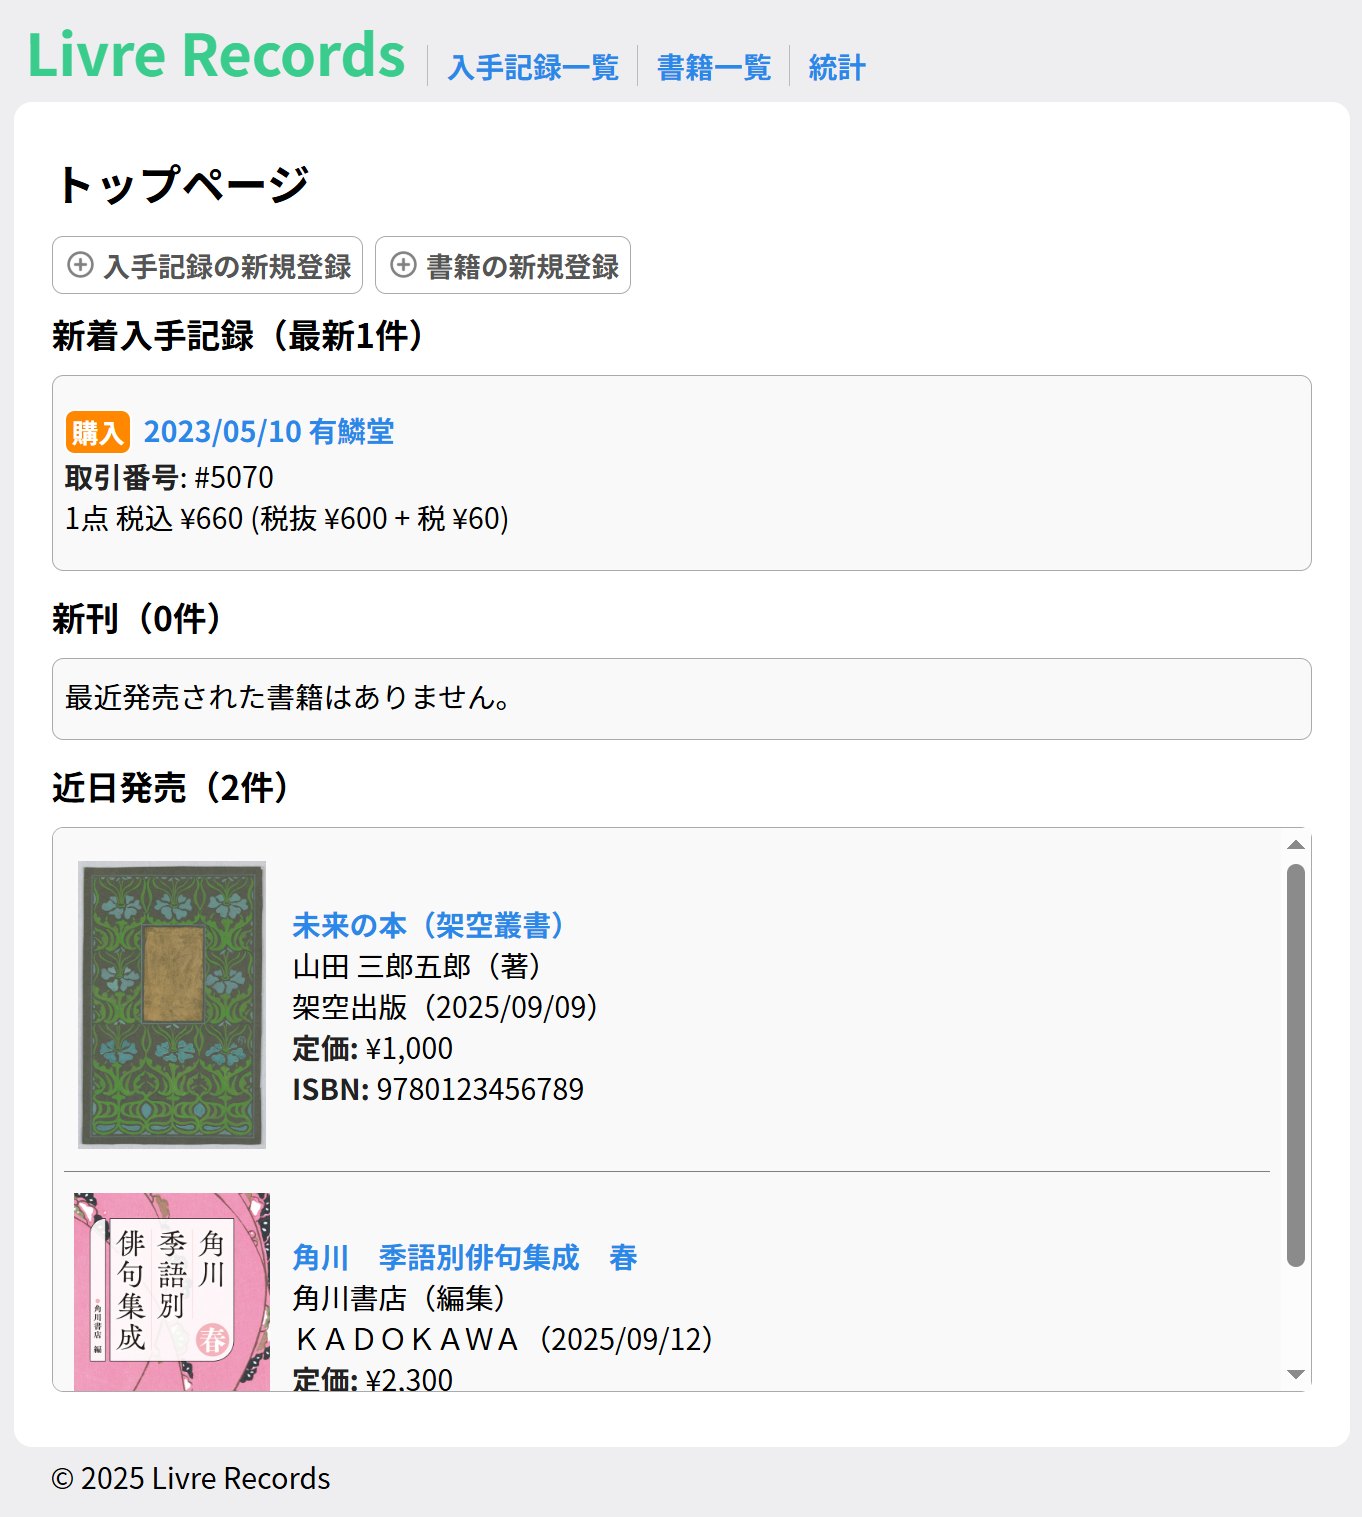 Livre Records
入手記録一覧
書籍一覧
統計
トップページ
入手記録の新規登録
書籍の新規登録
新着入手記録（最新1件）
購入 2023/05/10 有鱗堂
取引番号: #5070
1点 税込 ¥660 (税抜 ¥600 + 税 ¥60)
新刊（0件）
最近発売された書籍はありません。
近日発売（2件）
未来の本（架空叢書）
山田 三郎五郎（著）
架空出版（2025/09/09）
定価: ¥1,000
ISBN: 9780123456789
角川
季語別
俳句集成
春
角川書店 編
角川　季語別俳句集成　春
角川書店（編集）
ＫＡＤＯＫＡＷＡ（2025/09/12）
定価: ¥2,300
© 2025 Livre Records